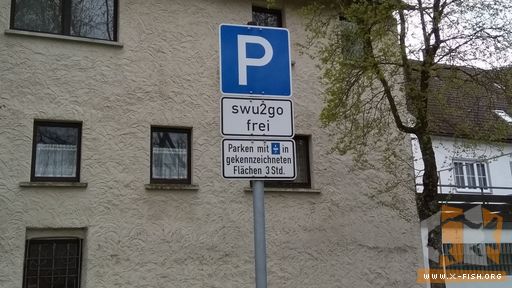 P
swu2go
frei
Parken mit in
gekennzeichneten
Flächen 3 Std.
WWW.X-FISH.ORG